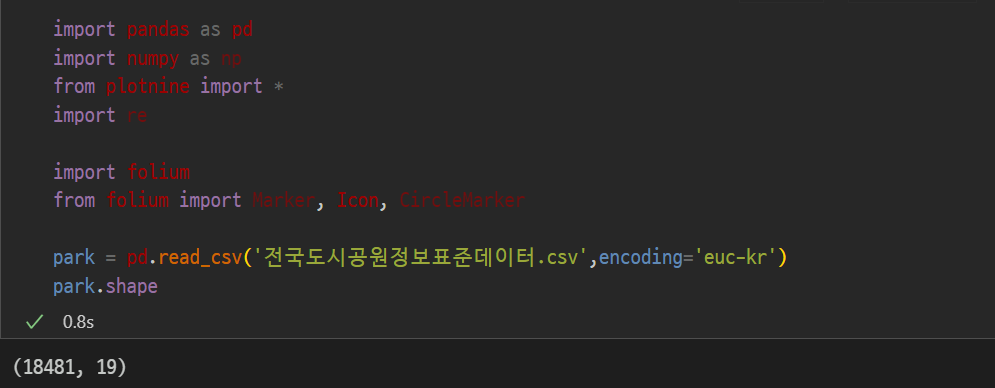 import pandas as pd
import numpy as np
from plotnine import *
import re
import folium
from folium import Marker, Icon, CircleMarker
park = pd.read_csv('전국도시공원정보표준데이터.csv',encoding='euc-kr')
park.shape
0.8s
(18481, 19)